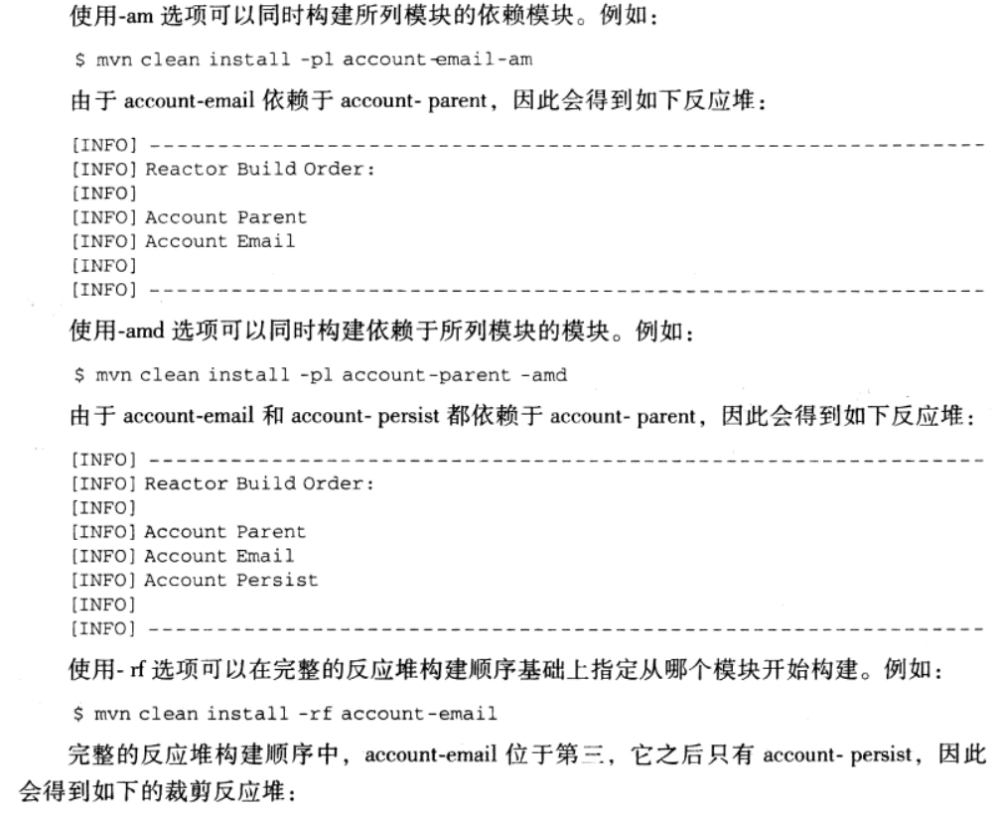 使用-am 选项可以同时构建所列模块的依赖模块。例如：
$ mvn clean install -pl account-email-am
由于 account-email 依赖于 account- parent，因此会得到如下反应堆：
[INFO] -------------------------------------------------------------
[INFO] Reactor Build Order:
[INFO]
[INFO] Account Parent
[INFO] Account Email
[INFO]
[INFO] -------------------------------------------------------------
使用-amd 选项可以同时构建依赖于所列模块的模块。例如：
$ mvn clean install -pl account-parent -amd
由于 account-email 和 account- persist 都依赖于 account- parent，因此会得到如下反应堆：
[INFO] -------------------------------------------------------------
[INFO] Reactor Build Order:
[INFO]
[INFO] Account Parent
[INFO] Account Email
[INFO] Account Persist
[INFO]
[INFO] -------------------------------------------------------------
使用- rf 选项可以在完整的反应堆构建顺序基础上指定从哪个模块开始构建。例如：
$ mvn clean install -rf account-email
完整的反应堆构建顺序中，account-email 位于第三，它之后只有 account- persist，因此
会得到如下的裁剪反应堆：